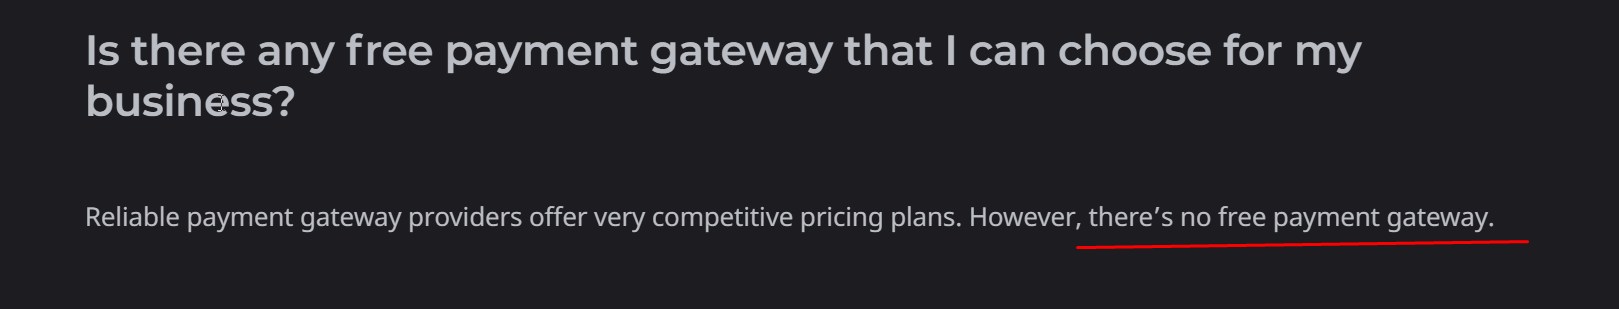 Is there any free payment gateway that I can choose for my
business?
Reliable payment gateway providers offer very competitive pricing plans. However, there’s no free payment gateway.